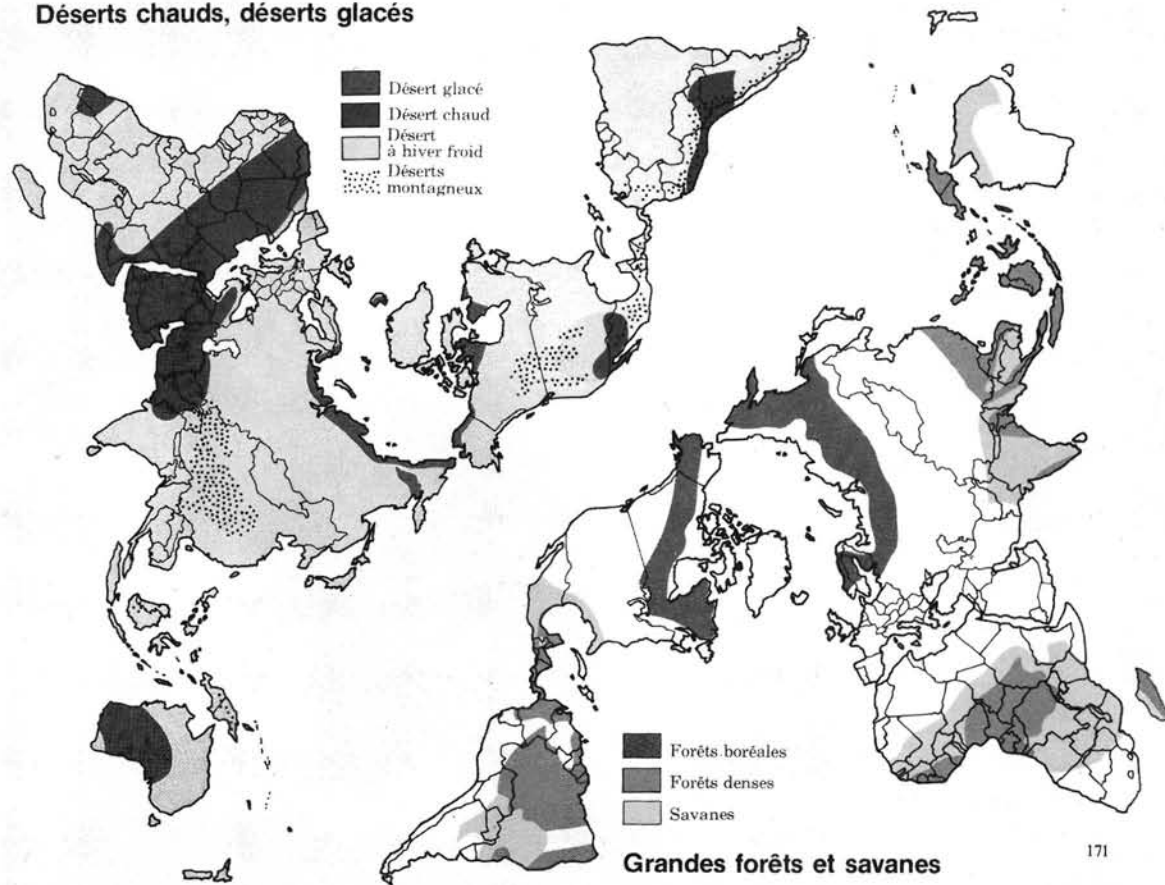 Déserts chauds, déserts glacés
Désert glacé
Désert chaud
Désert
à hiver froid
Déserts
montagneux
Forêts boréales
Forêts denses
Savanes
Grandes forêts et savanes
171